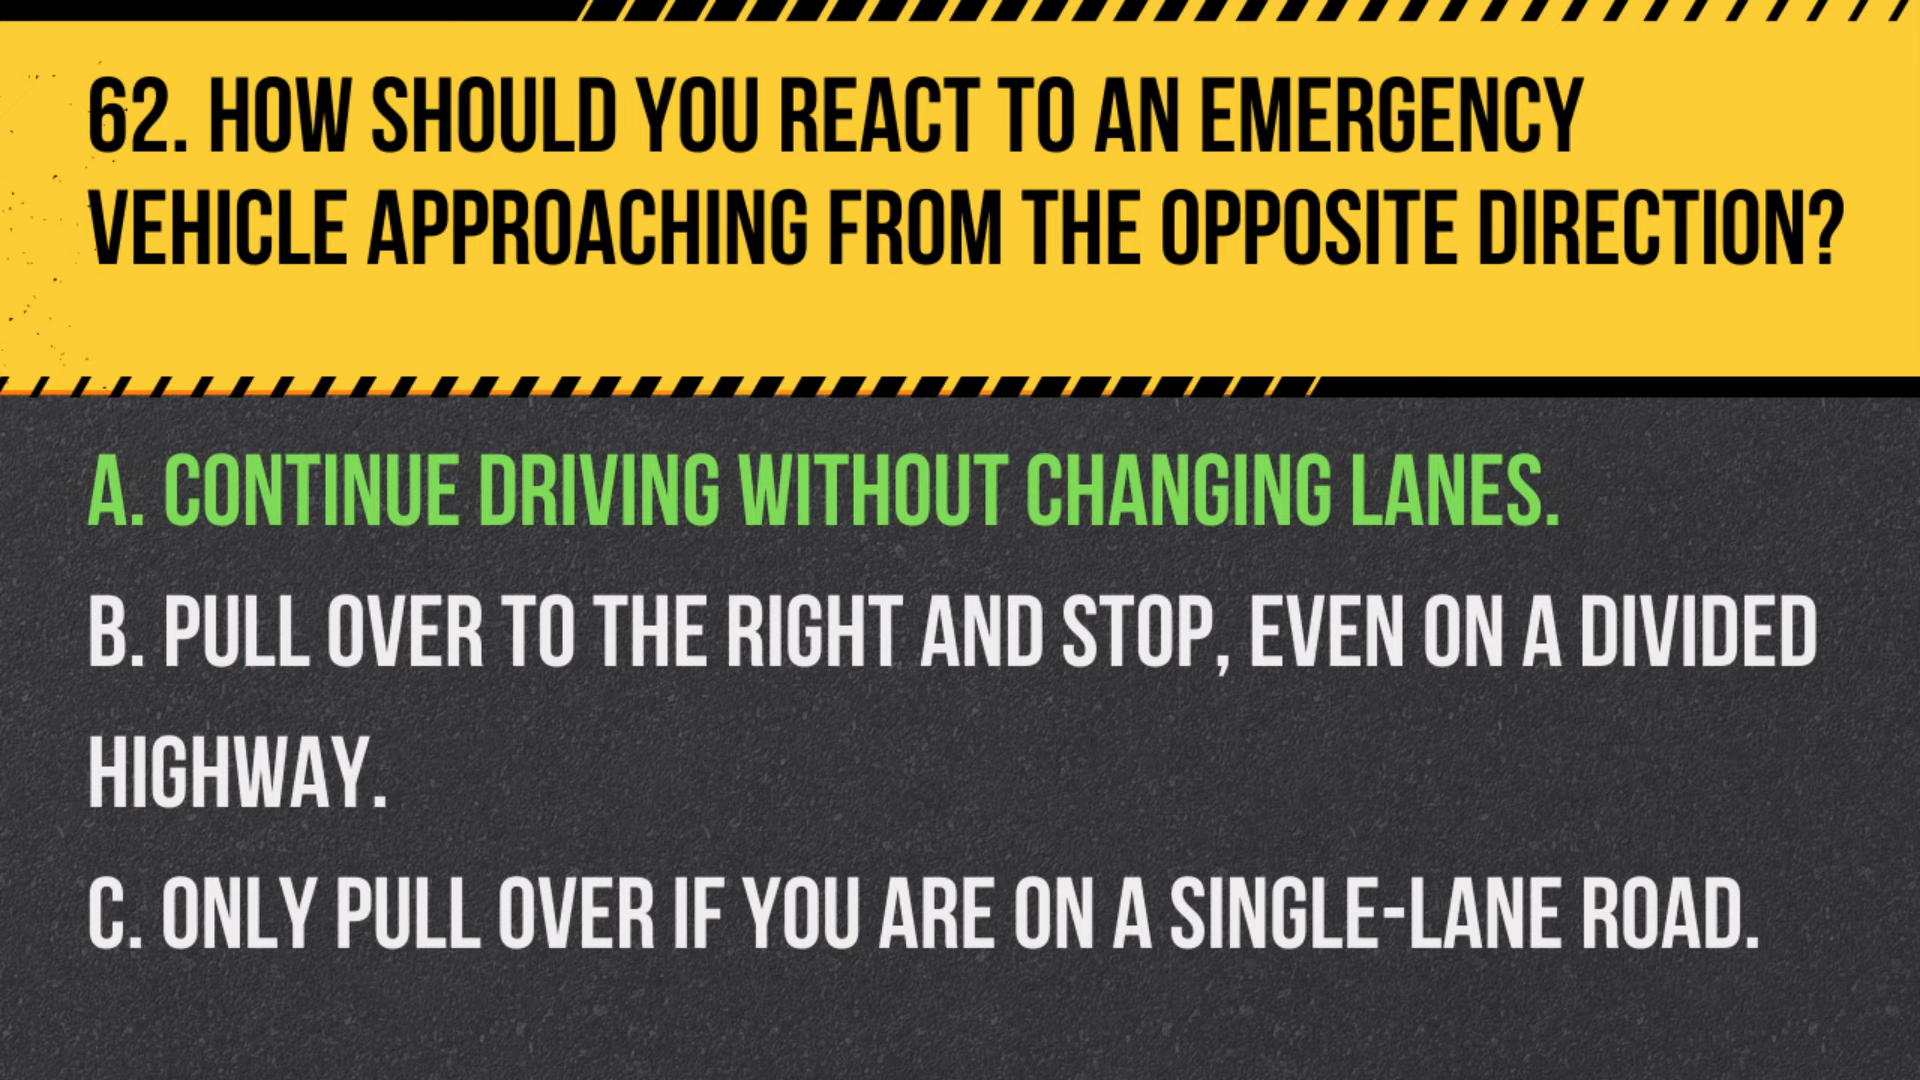 62. HOW SHOULD YOU REACT TO AN EMERGENCY
VEHICLE APPROACHING FROM THE OPPOSITE DIRECTION?
A. CONTINUE DRIVING WITHOUT CHANGING LANES.
B. PULL OVER TO THE RIGHT AND STOP, EVEN ON A DIVIDED
HIGHWAY.
C. ONLY PULL OVER IF YOU ARE ON A SINGLE-LANE ROAD.